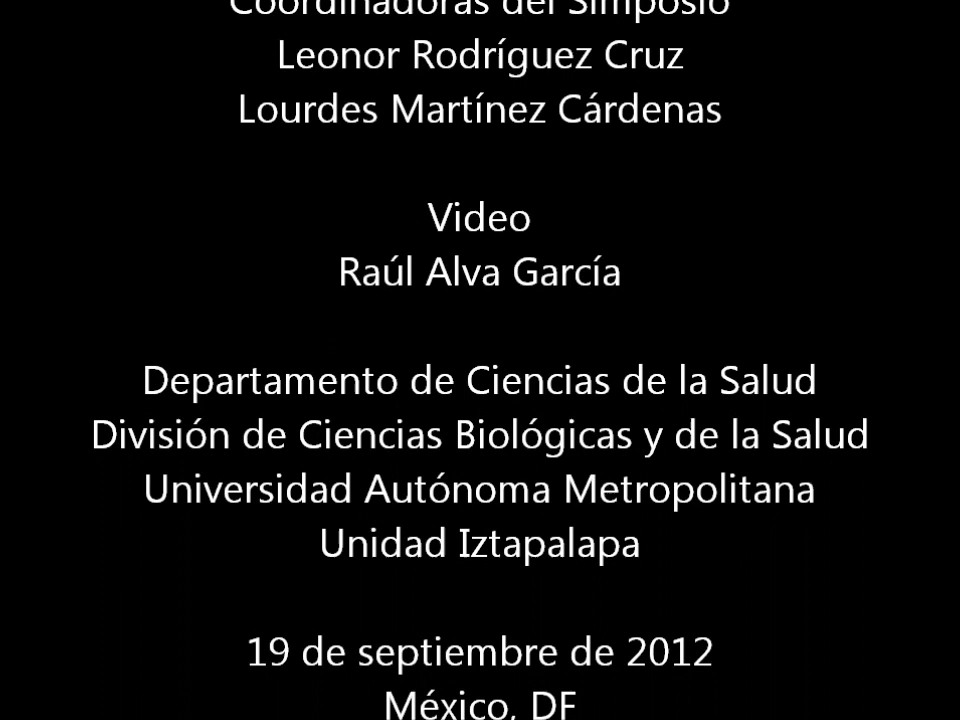 Coordinadoras del Simposio
Leonor Rodríguez Cruz
Lourdes Martínez Cárdenas
Video
Raúl Alva García
Departamento de Ciencias de la Salud
División de Ciencias Biológicas y de la Salud
Universidad Autónoma Metropolitana
Unidad Iztapalapa
19 de septiembre de 2012
México, DF